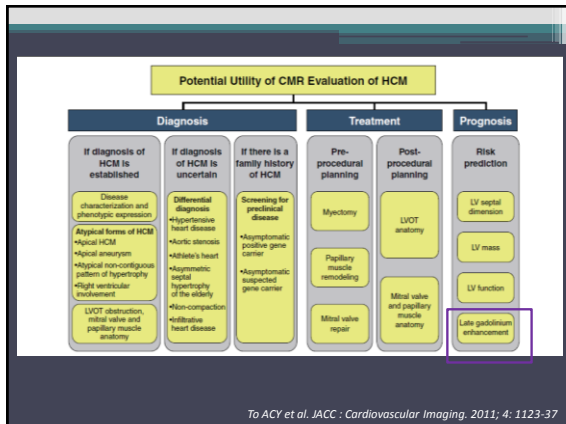 Potential Utility of CMR Evaluation of HCM
Diagnosis
Treatment
Prognosis
If diagnosis of
HCM is
established
Disease
characterization and
phenotypic expression
Atypical forms of HCM
•Apical HCM
•Apical aneurysm
•Atypical non-contiguous
pattern of hypertrophy
•Right ventricular
involvement
LVOT obstruction,
mitral valve and
papillary muscle
anatomy
If diagnosis
of HCM is
uncertain
Differential
diagnosis
•Hypertensive
heart disease
•Aortic stenosis
•Athlete's heart
•Asymmetric
septal
hypertrophy
of the elderly
•Non-compaction
•Infiltrative
heart disease
If there is a
family history
of HCM
Screening for
preclinical
disease
•Asymptomatic
positive gene
carrier
•Asymptomatic
suspected
gene carrier
Pre-
procedural
planning
Myectomy
Papillary
muscle
remodeling
Mitral valve
repair
Post-
procedural
planning
LVOT
anatomy
Mitral valve
and papillary
muscle
anatomy
Risk
prediction
LV septal
dimension
LV mass
LV function
Late gadolinium
enhancement
To ACY et al. JACC : Cardiovascular Imaging. 2011; 4: 1123-37